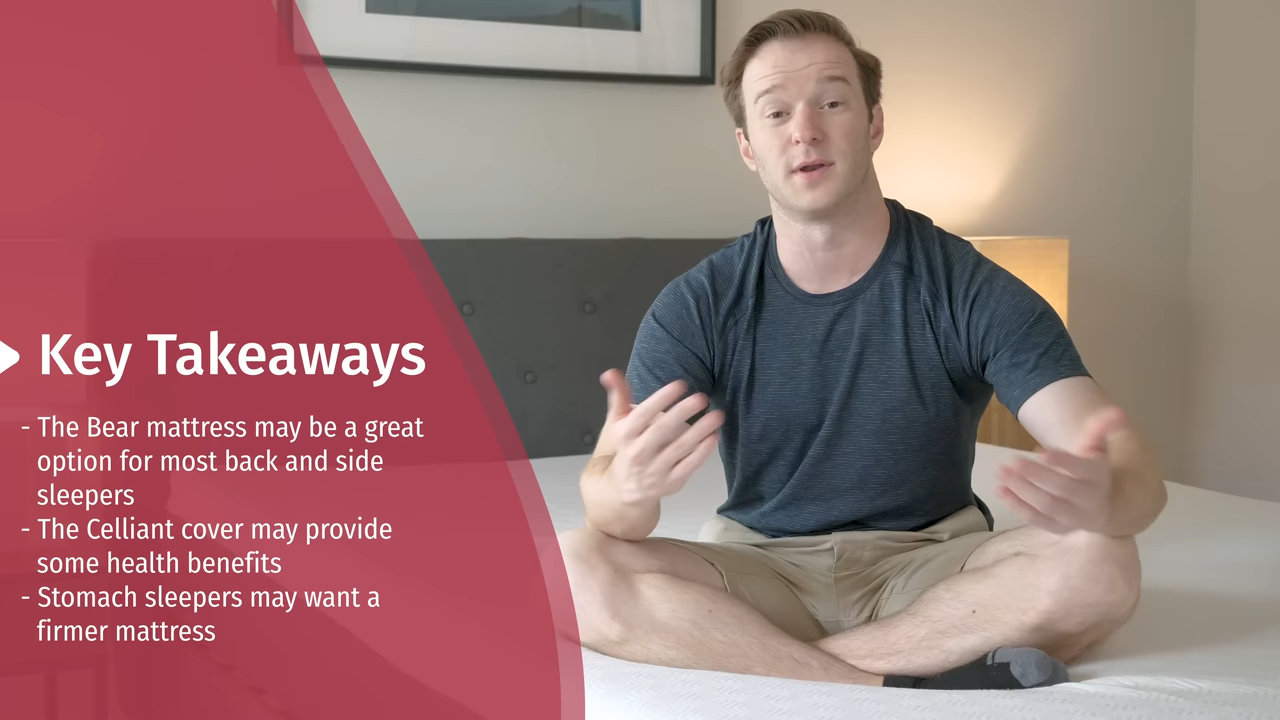 Key Takeaways
- The Bear mattress may be a great
option for most back and side
sleepers
- The Celliant cover may provide
some health benefits
- Stomach sleepers may want a
firmer mattress